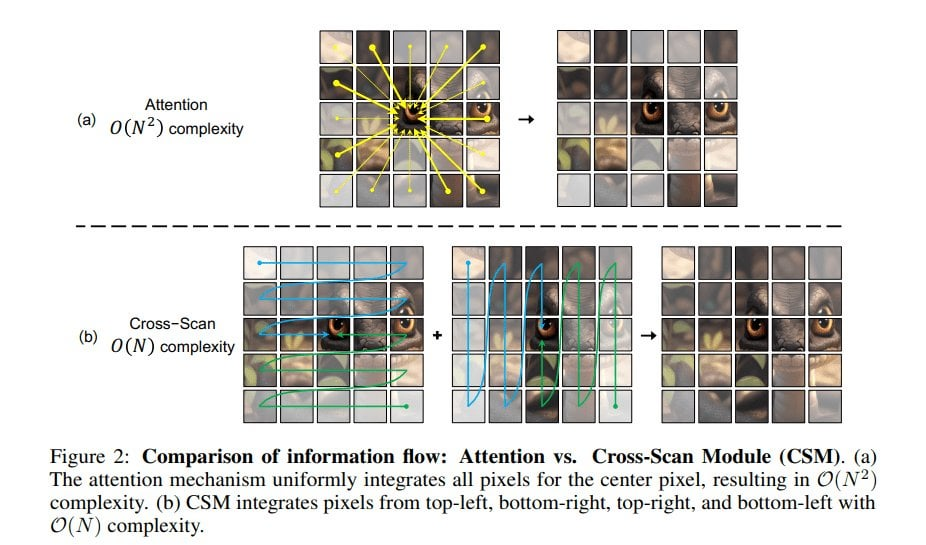 Attention
(a) O(N²) complexity
Cross−Scan
(b) O(N) complexity
+
Figure 2: Comparison of information flow: Attention vs. Cross-Scan Module (CSM). (a)
The attention mechanism uniformly integrates all pixels for the center pixel, resulting in O(N²)
complexity. (b) CSM integrates pixels from top-left, bottom-right, top-right, and bottom-left with
O(N) complexity.